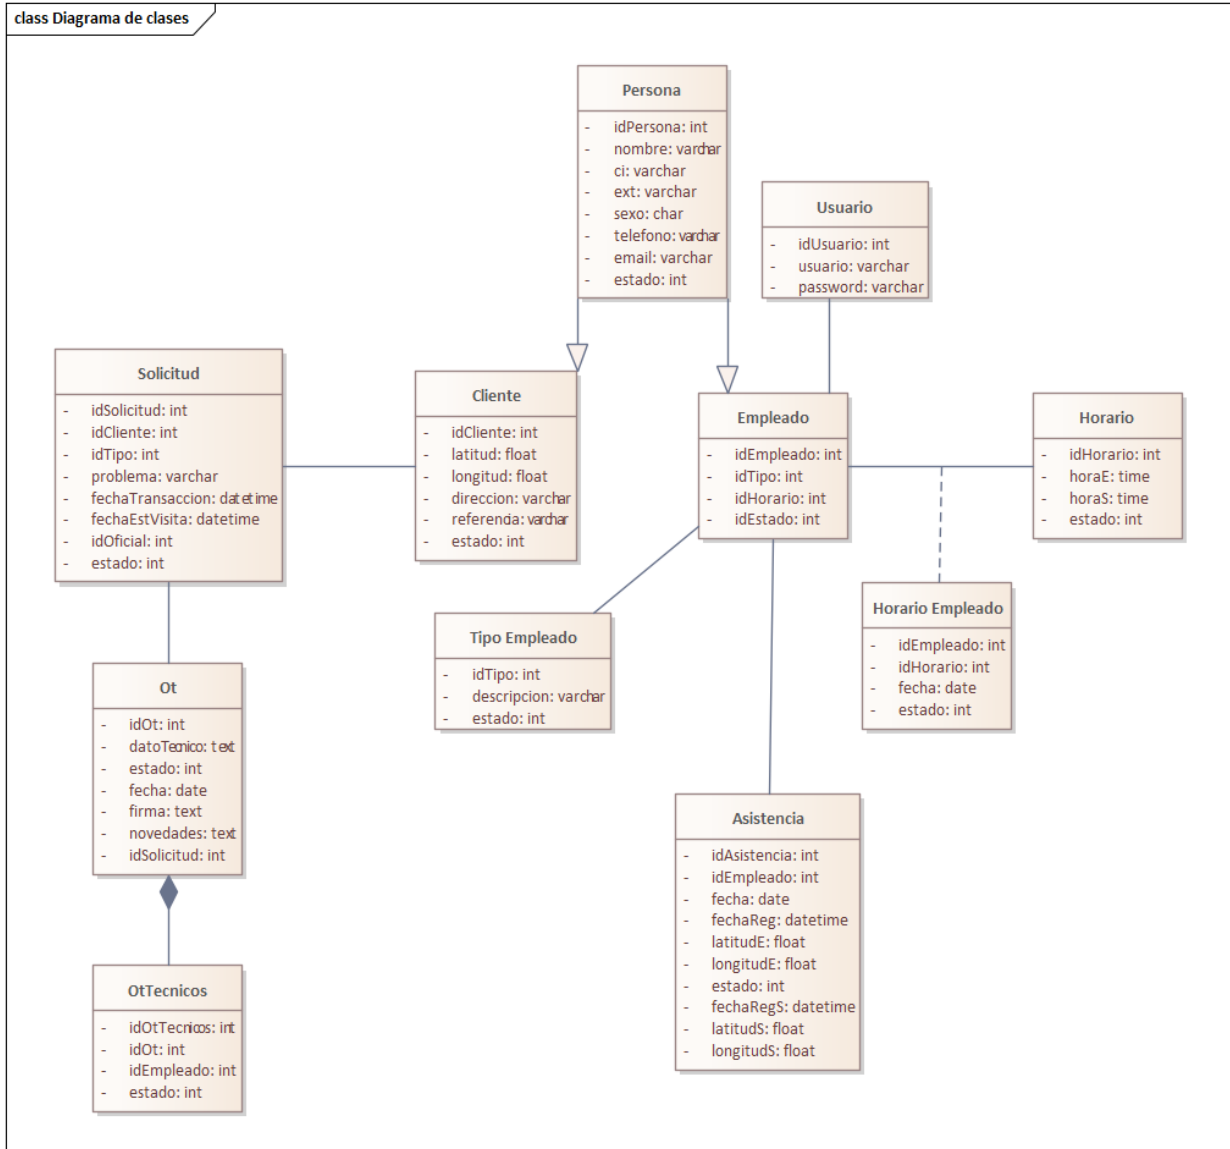 class Diagrama de clases
Persona
- idPersona: int
- nombre: varchar
- ci: varchar
- ext: varchar
- sexo: char
- telefono: varchar
- email: varchar
- estado: int
Usuario
- idUsuario: int
- usuario: varchar
- password: varchar
Solicitud
- idSolicitud: int
- idCliente: int
- idTipo: int
- problema: varchar
- fechaTransaccion: datetime
- fechaEstVisita: datetime
- idOficial: int
- estado: int
Cliente
- idCliente: int
- latitud: float
- longitud: float
- direccion: varchar
- referencia: varchar
- estado: int
Empleado
- idEmpleado: int
- idTipo: int
- idHorario: int
- idEstado: int
Horario
- idHorario: int
- horaE: time
- horaS: time
- estado: int
Tipo Empleado
- idTipo: int
- descripcion: varchar
- estado: int
Horario Empleado
- idEmpleado: int
- idHorario: int
- fecha: date
- estado: int
Ot
- idOt: int
- datoTecnico: text
- estado: int
- fecha: date
- firma: text
- novedades: text
- idSolicitud: int
Asistencia
- idAsistencia: int
- idEmpleado: int
- fecha: date
- fechaReg: datetime
- latitudE: float
- longitudE: float
- estado: int
- fechaRegS: datetime
- latitudS: float
- longitudS: float
OtTecnicos
- idOtTecnicos: int
- idOt: int
- idEmpleado: int
- estado: int